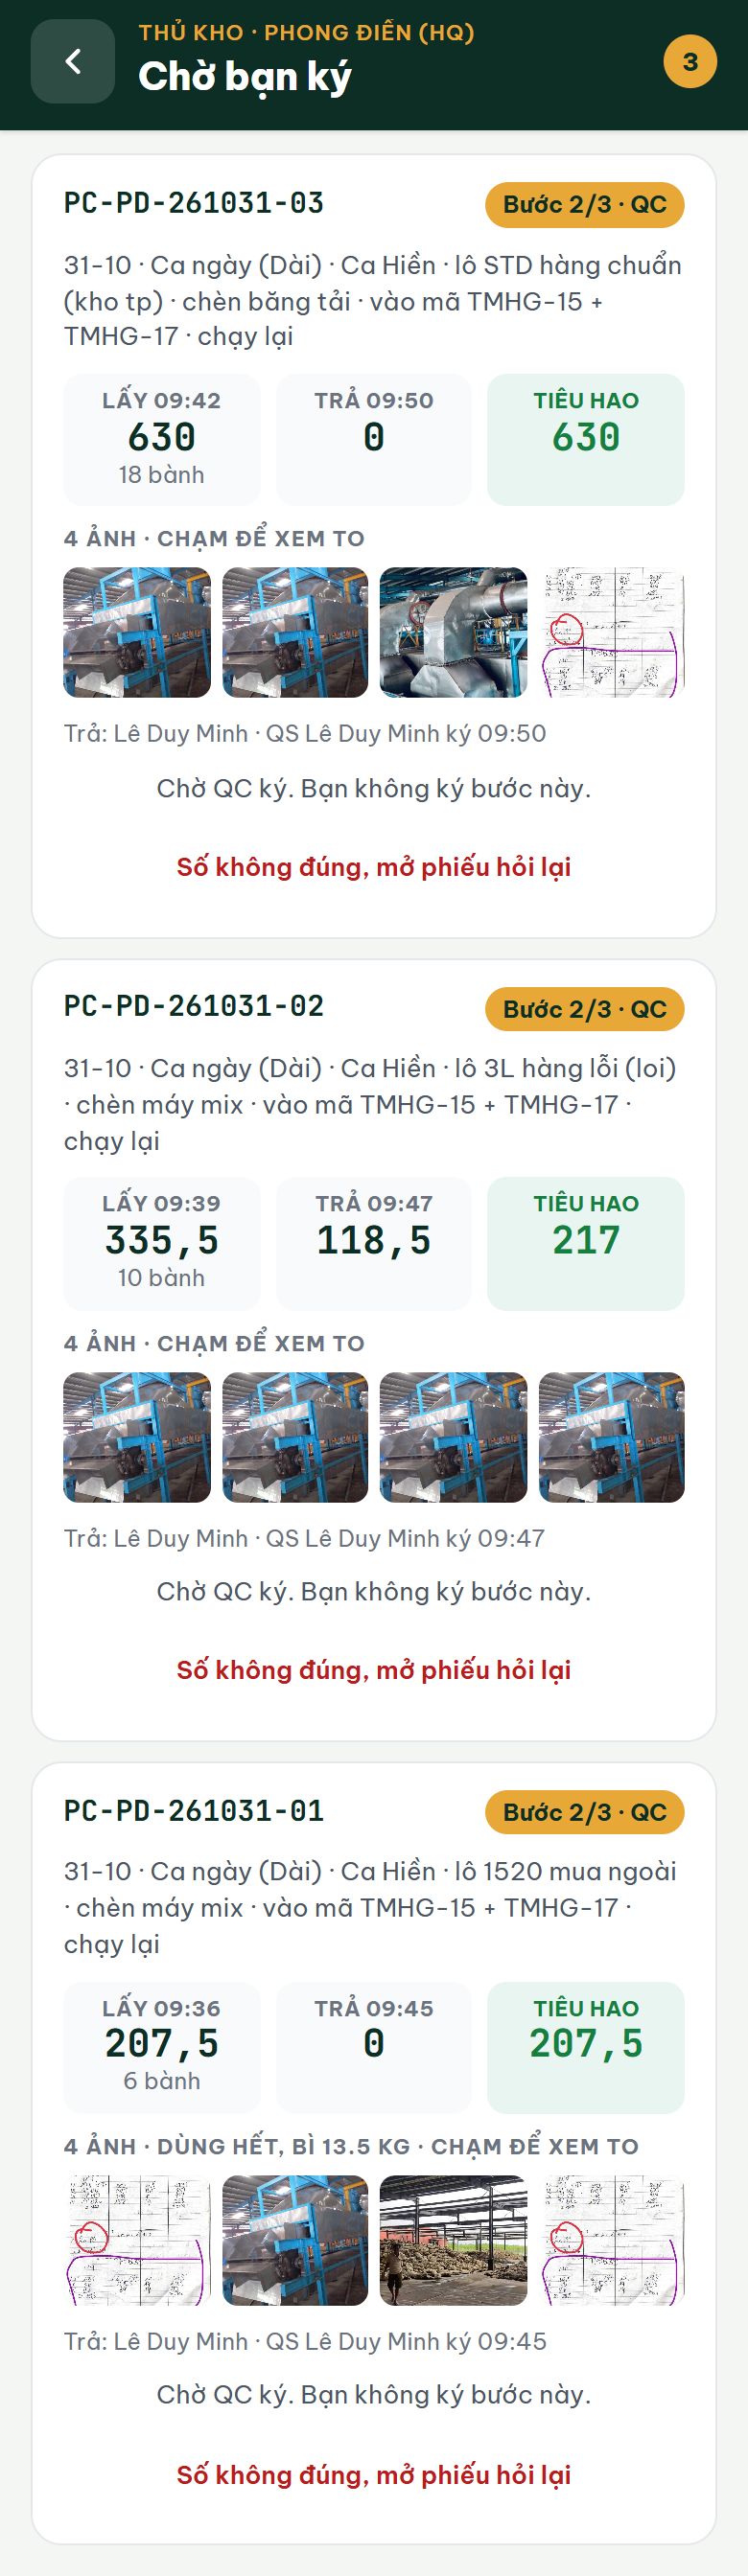 THỦ KHO · PHONG ĐIỀN (HQ)
Chờ bạn ký
3
PC-PD-261031-03
Bước 2/3 · QC
31-10 · Ca ngày (Dài) · Ca Hiền · lô STD hàng chuẩn
(kho tp) · chèn băng tải · vào mã TMHG-15 +
TMHG-17 · chạy lại
LẤY 09:42
630
18 bành
TRẢ 09:50
0
TIÊU HAO
630
4 ẢNH · CHẠM ĐỂ XEM TO
Trả: Lê Duy Minh · QS Lê Duy Minh ký 09:50
Chờ QC ký. Bạn không ký bước này.
Số không đúng, mở phiếu hỏi lại
PC-PD-261031-02
Bước 2/3 · QC
31-10 · Ca ngày (Dài) · Ca Hiền · lô 3L hàng lỗi (loi)
· chèn máy mix · vào mã TMHG-15 + TMHG-17 ·
chạy lại
LẤY 09:39
335,5
10 bành
TRẢ 09:47
118,5
TIÊU HAO
217
4 ẢNH · CHẠM ĐỂ XEM TO
Trả: Lê Duy Minh · QS Lê Duy Minh ký 09:47
Chờ QC ký. Bạn không ký bước này.
Số không đúng, mở phiếu hỏi lại
PC-PD-261031-01
Bước 2/3 · QC
31-10 · Ca ngày (Dài) · Ca Hiền · lô 1520 mua ngoài
· chèn máy mix · vào mã TMHG-15 + TMHG-17 ·
chạy lại
LẤY 09:36
207,5
6 bành
TRẢ 09:45
0
TIÊU HAO
207,5
4 ẢNH · DÙNG HẾT, BÌ 13.5 KG · CHẠM ĐỂ XEM TO
Trả: Lê Duy Minh · QS Lê Duy Minh ký 09:45
Chờ QC ký. Bạn không ký bước này.
Số không đúng, mở phiếu hỏi lại